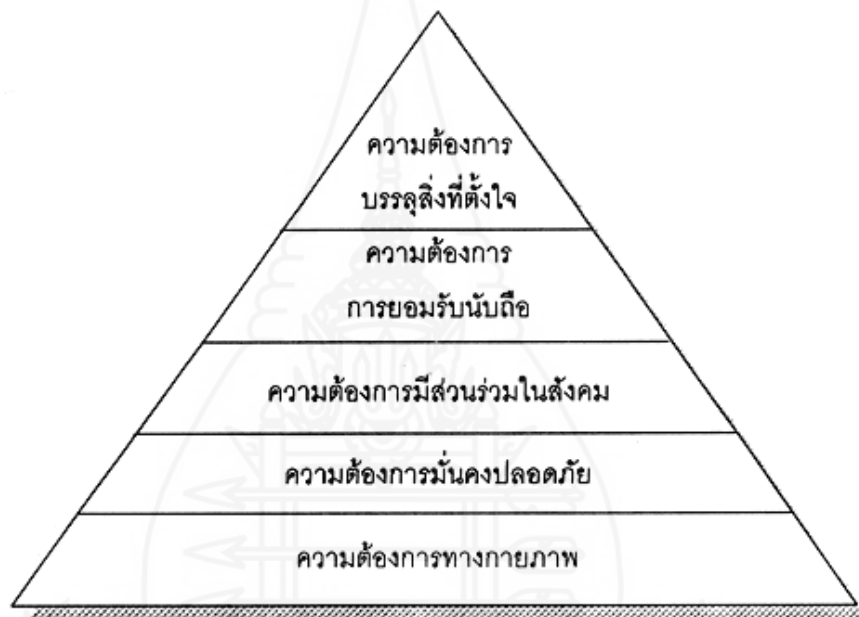 ความต้องการ
บรรลุสิ่งที่ตั้งใจ
ความต้องการ
การยอมรับนับถือ
ความต้องการมีส่วนร่วมในสังคม
ความต้องการมั่นคงปลอดภัย
ความต้องการทางกายภาพ